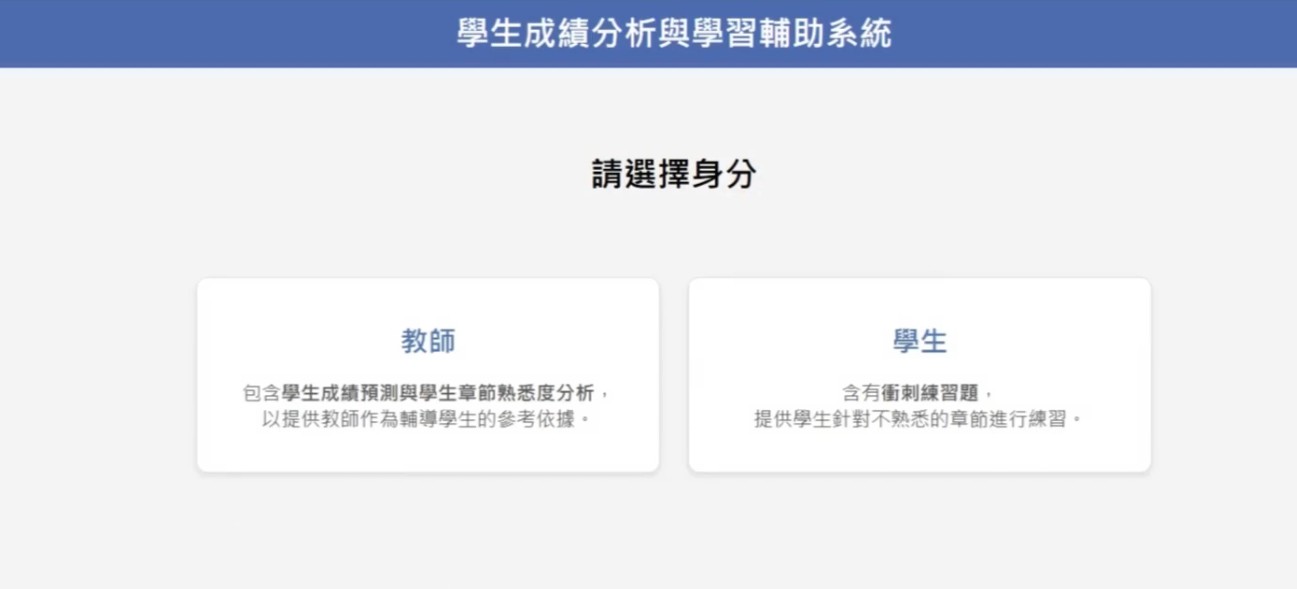 學生成績分析與學習輔助系統
請選擇身分
教師
包含學生成績預測與學生章節熟悉度分析，
以提供教師作為輔導學生的參考依據。
學生
含有衝刺練習題，
提供學生針對不熟悉的章節進行練習。